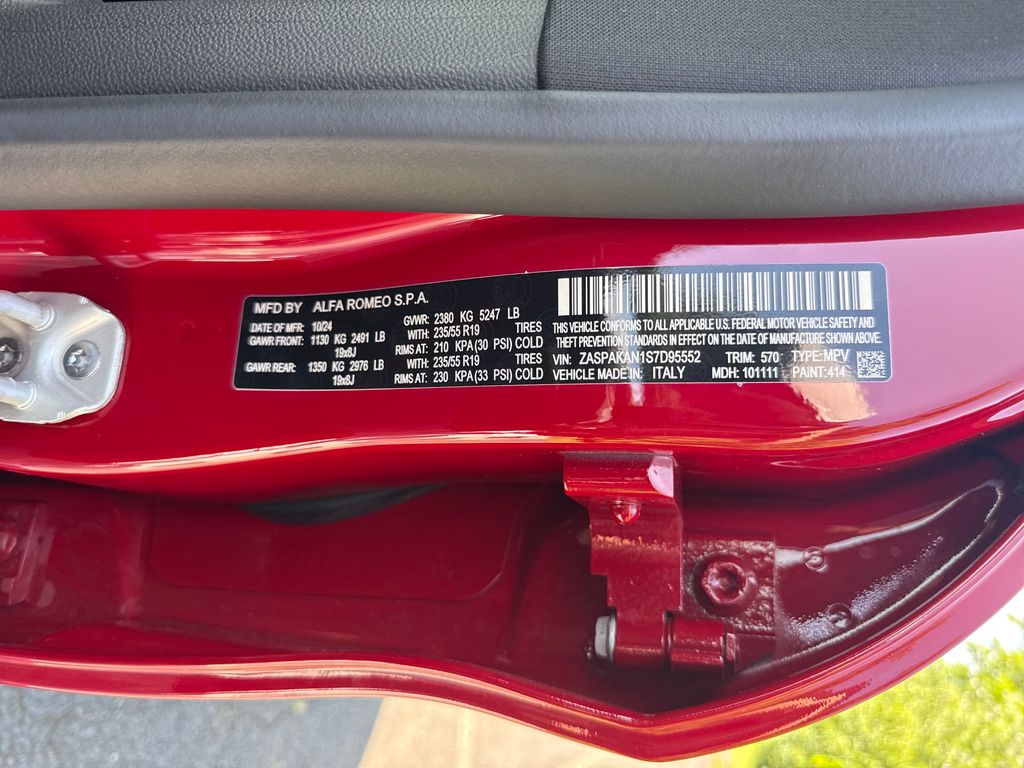 MFD BY ALFA ROMEO S.P.A.
DATE OF MFR: 10/24 GVWR: 2380 KG 5247 LB
GAWR FRONT: 1130 KG 2491 LB WITH: 235/55 R19 TIRES
19x8J RIMS AT: 210 KPA (30 PSI) COLD
GAWR REAR: 1350 KG 2976 LB WITH: 235/55 R19 TIRES
19x8J RIMS AT: 230 KPA (33 PSI) COLD
THIS VEHICLE CONFORMS TO ALL APPLICABLE U.S. FEDERAL MOTOR VEHICLE SAFETY AND
THEFT PREVENTION STANDARDS IN EFFECT ON THE DATE OF MANUFACTURE SHOWN ABOVE.
VIN: ZASPAKAN1S7D95552 TRIM: 570 TYPE: MPV
VEHICLE MADE IN: ITALY MDH: 101111 PAINT: 414